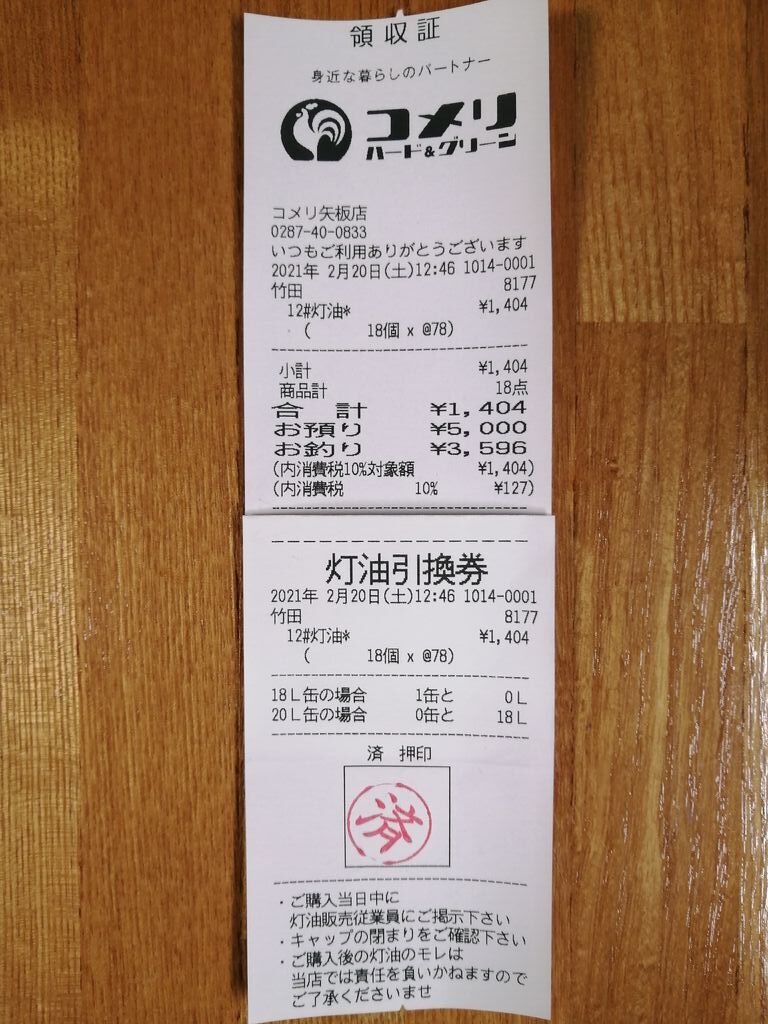 領収証
身近な暮らしのパートナー
コメリ
ハード&グリーン
コメリ矢板店
0287-40-0833
いつもご利用ありがとうございます
2021年 2月20日(土)12:46 1014-0001
竹田 8177
12#灯油* ¥1,404
( 18個 x @78)
小計 ¥1,404
商品計 18点
合 計 ¥1,404
お預り ¥5,000
お釣り ¥3,596
(内消費税10%対象額 ¥1,404)
(内消費税 10% ¥127)
灯油引換券
2021年 2月20日(土)12:46 1014-0001
竹田 8177
12#灯油* ¥1,404
( 18個 x @78)
18L缶の場合 1缶と 0L
20L缶の場合 0缶と 18L
済 押印
済
・ご購入当日中に
灯油販売従業員にご掲示下さい
・キャップの閉まりをご確認下さい
・ご購入後の灯油のモレは
当店では責任を負いかねますので
ご了承くださいませ